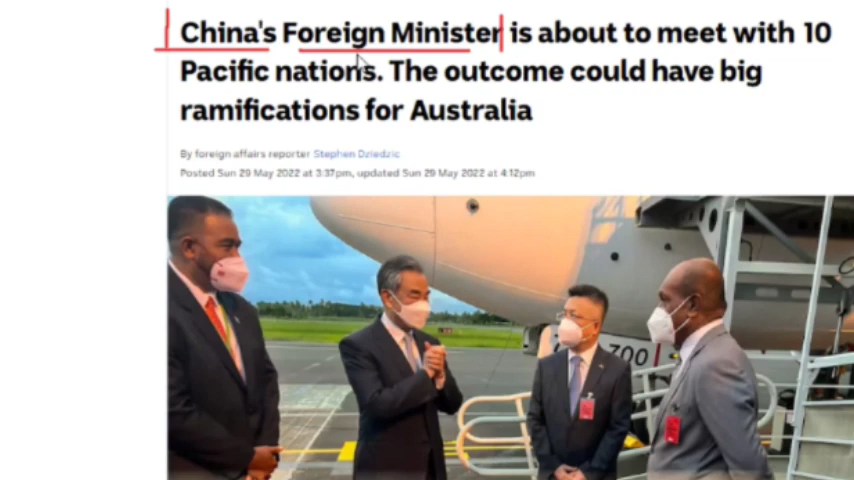 China's Foreign Minister is about to meet with 10
Pacific nations. The outcome could have big
ramifications for Australia
By foreign affairs reporter Stephen Dziedzic
Posted Sun 29 May 2022 at 3:37pm, updated Sun 29 May 2022 at 4:12pm
700